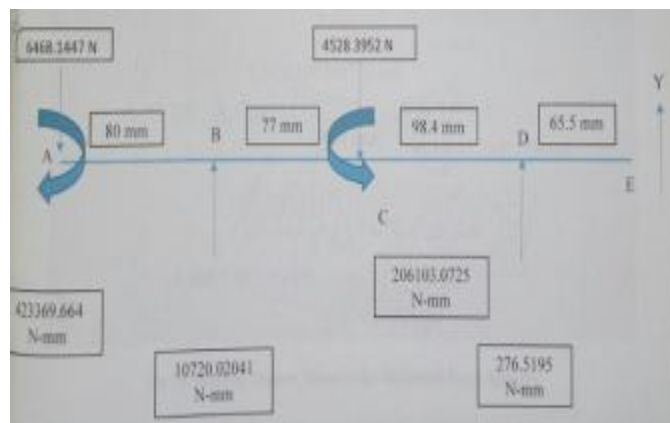 6468.1447 N
4528.3952 N
80 mm
B
77 mm
98.4 mm
D
65.5 mm
Y
A
E
C
423369.664
N-mm
206103.0725
N-mm
10720.02041
N-mm
276.5195
N-mm